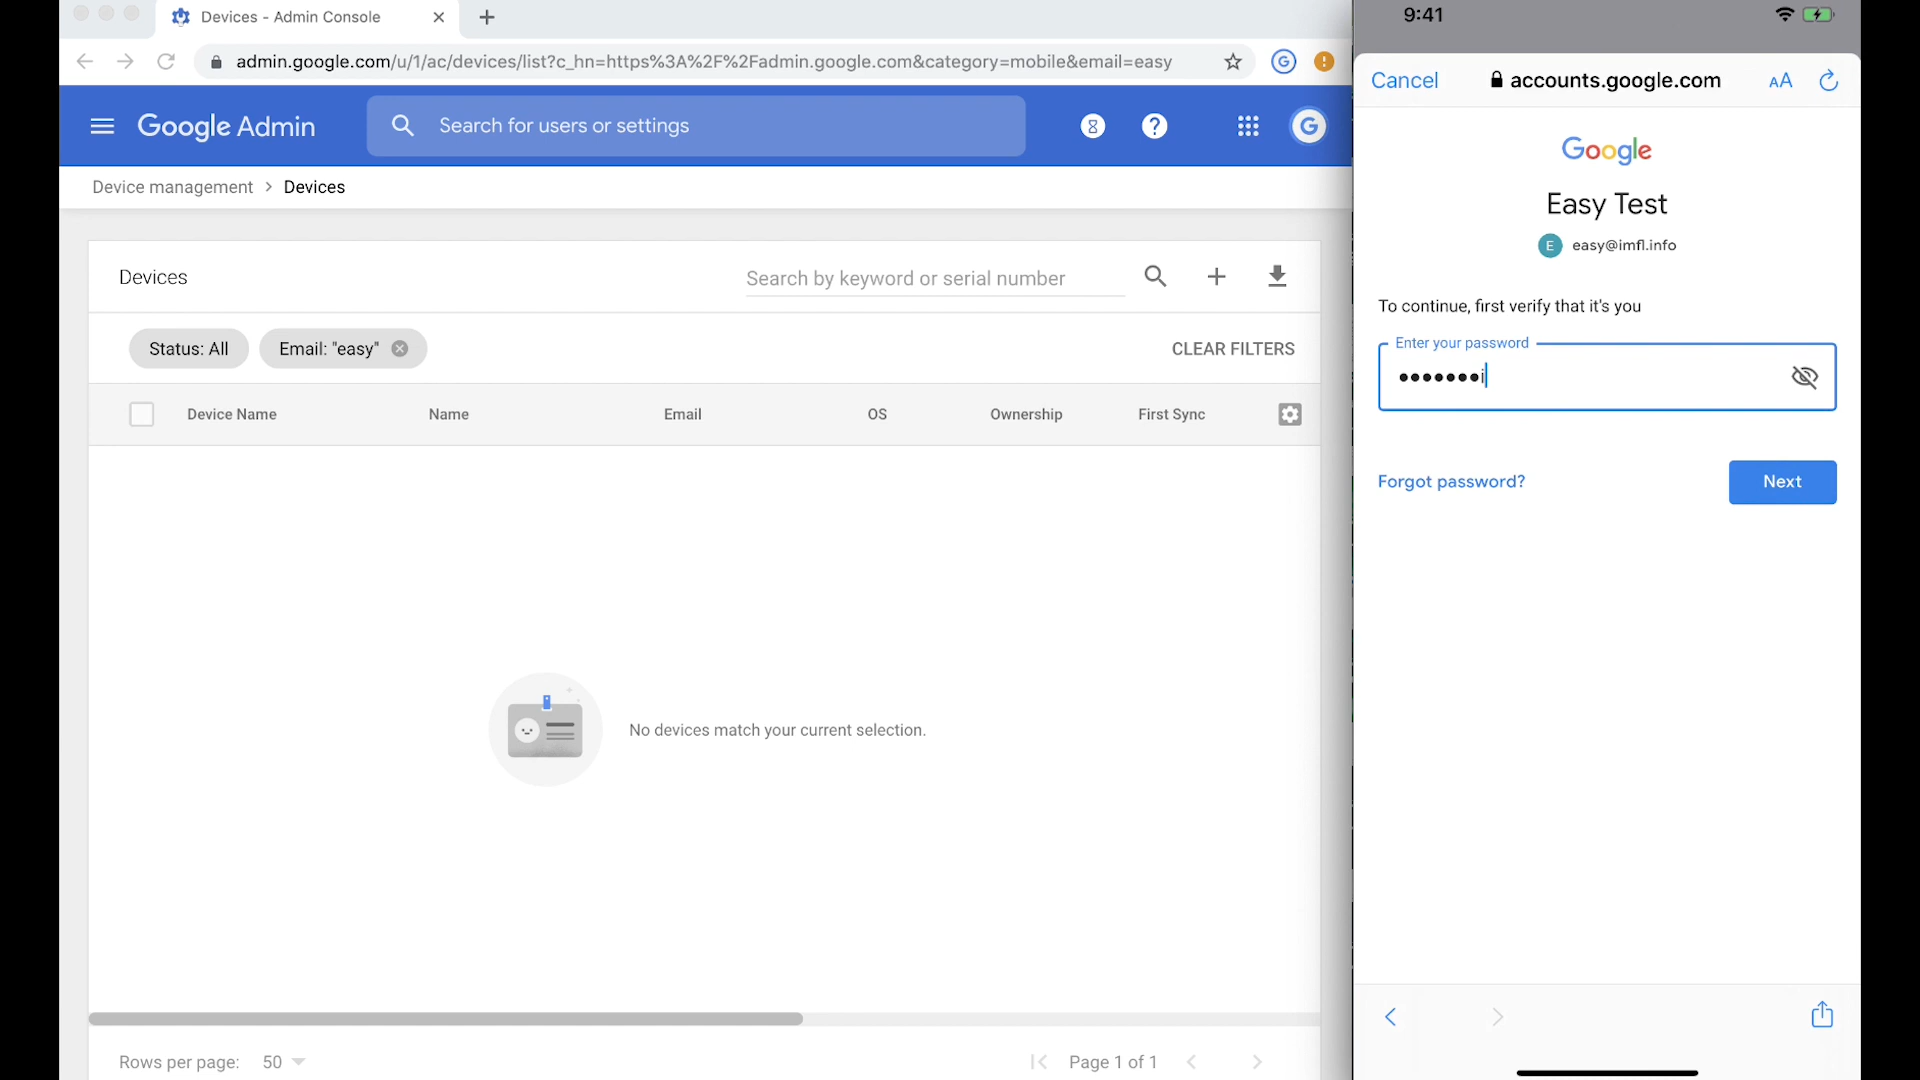 Devices - Admin Console
admin.google.com/u/1/ac/devices/list?c_hn=https%3A%2F%2Fadmin.google.com&category=mobile&email=easy
Google Admin
Search for users or settings
G
Device management > Devices
Devices
Search by keyword or serial number
Status: All
Email: "easy"
CLEAR FILTERS
Device Name Name Email OS Ownership First Sync
No devices match your current selection.
Rows per page: 50
Page 1 of 1
9:41
Cancel
accounts.google.com
AA
Google
Easy Test
E easy@imfl.info
To continue, first verify that it's you
Enter your password
•••••••i
Forgot password?
Next